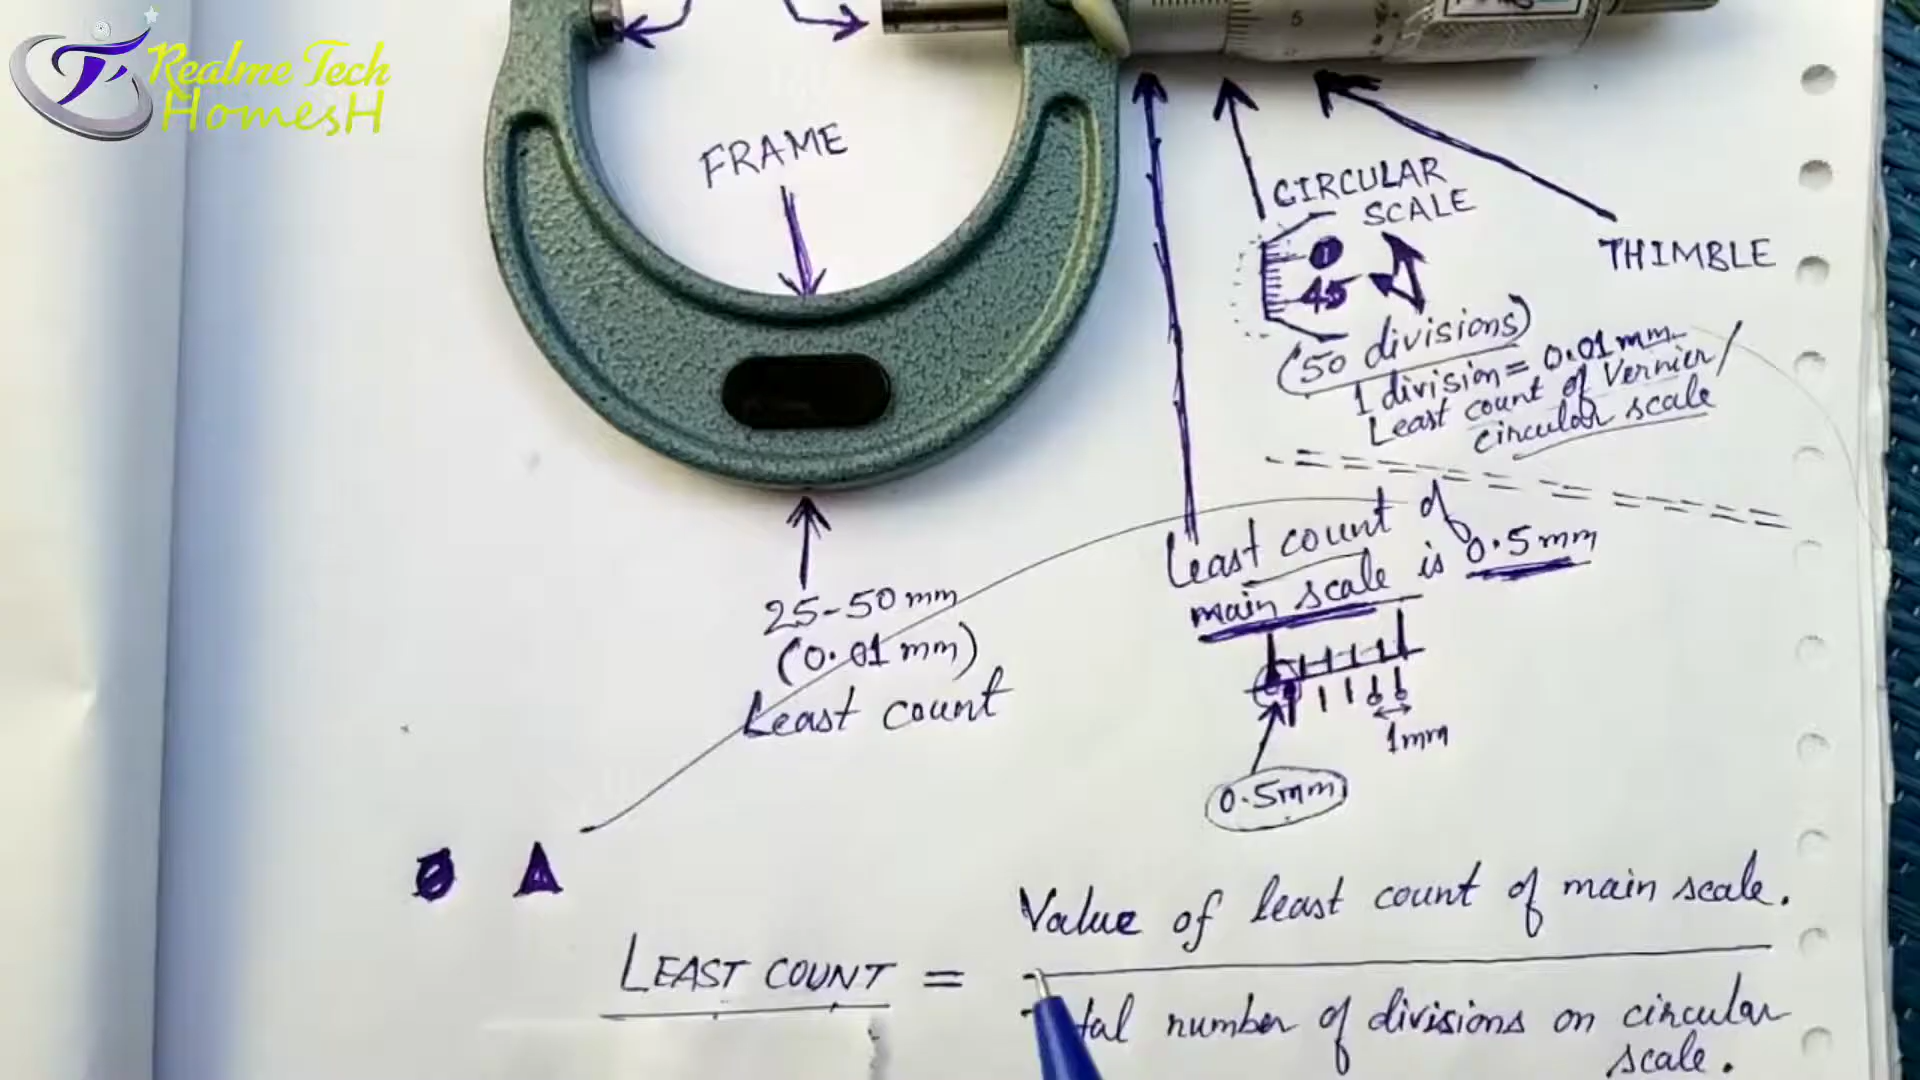 Realme Tech
HomesH
5
0
FRAME
CIRCULAR
SCALE
THIMBLE
0
45
(50 divisions)
1 division = 0.01 mm
Least count of Vernier/
circular scale
Least count of
main scale is 0.5mm
25-50 mm
(0.01 mm)
Least count
1mm
0.5mm
Value of least count of main scale.
LEAST COUNT =
number of divisions on circular
scale.